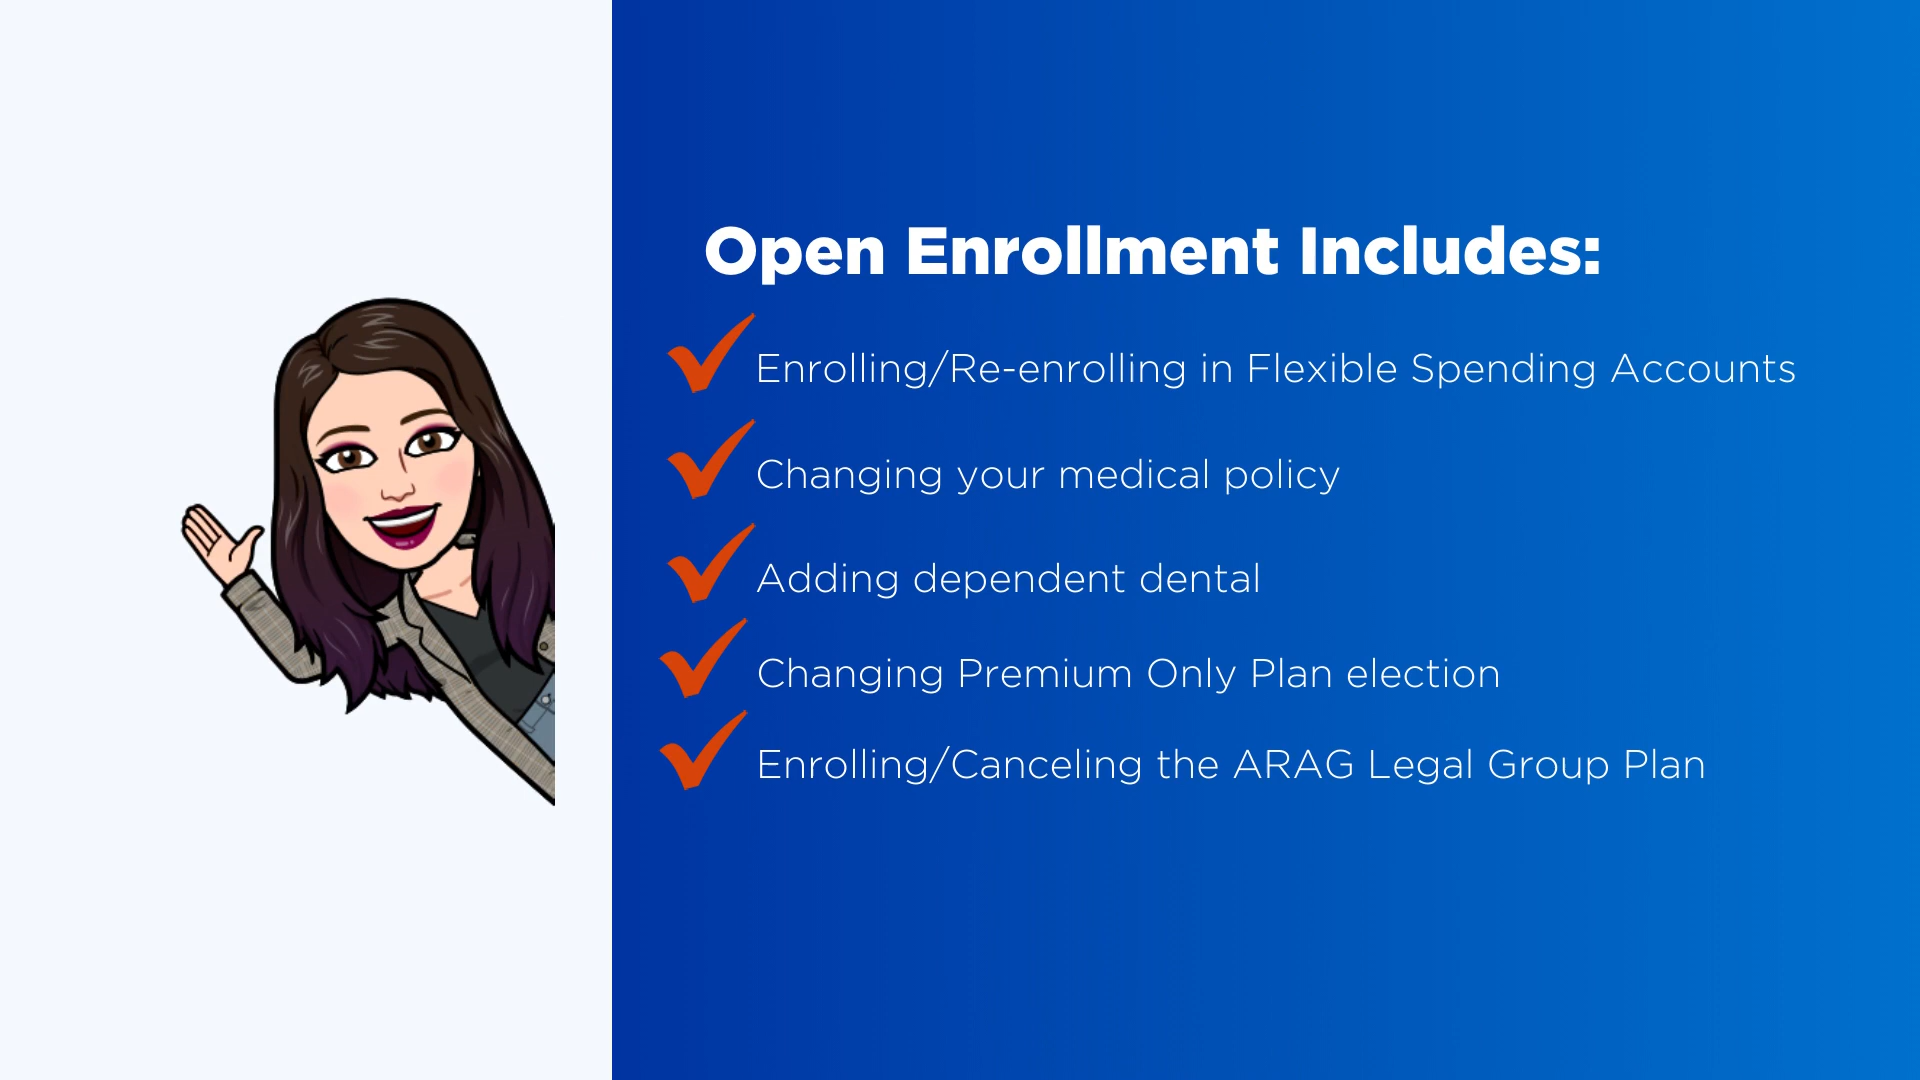 Open Enrollment Includes:
Enrolling/Re-enrolling in Flexible Spending Accounts
Changing your medical policy
Adding dependent dental
Changing Premium Only Plan election
Enrolling/Canceling the ARAG Legal Group Plan